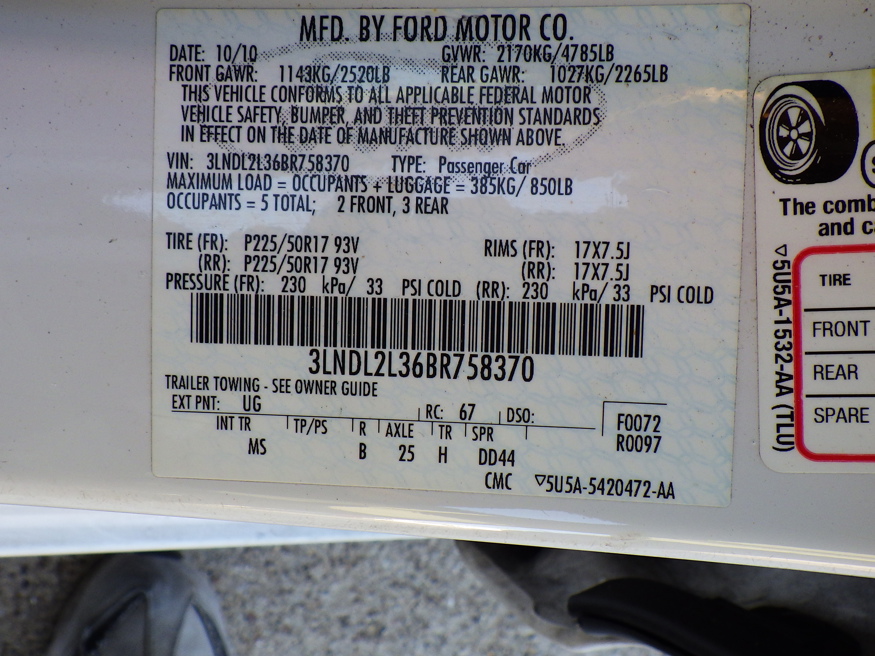 MFD. BY FORD MOTOR CO.
DATE: 10/10 GVWR: 2170KG/4785LB
FRONT GAWR: 1143KG/2520LB REAR GAWR: 1027KG/2265LB
THIS VEHICLE CONFORMS TO ALL APPLICABLE FEDERAL MOTOR
VEHICLE SAFETY, BUMPER, AND THEFT PREVENTION STANDARDS
IN EFFECT ON THE DATE OF MANUFACTURE SHOWN ABOVE.
VIN: 3LNDL2L36BR758370 TYPE: Passenger Car
MAXIMUM LOAD = OCCUPANTS + LUGGAGE = 385KG/ 850LB
OCCUPANTS = 5 TOTAL; 2 FRONT, 3 REAR
TIRE (FR): P225/50R17 93V RIMS (FR): 17X7.5J
(RR): P225/50R17 93V (RR): 17X7.5J
PRESSURE (FR): 230 kPa/ 33 PSI COLD (RR): 230 kPa/ 33 PSI COLD
3LNDL2L36BR758370
TRAILER TOWING - SEE OWNER GUIDE
EXT PNT: UG RC: 67 DSO: F0072
INT TR TP/PS R AXLE TR SPR R0097
MS B 25 H DD44
CMC ▽5U5A-5420472-AA
The comb
and ca
▽5U5A-1532-AA (TLU)
TIRE
FRONT
REAR
SPARE